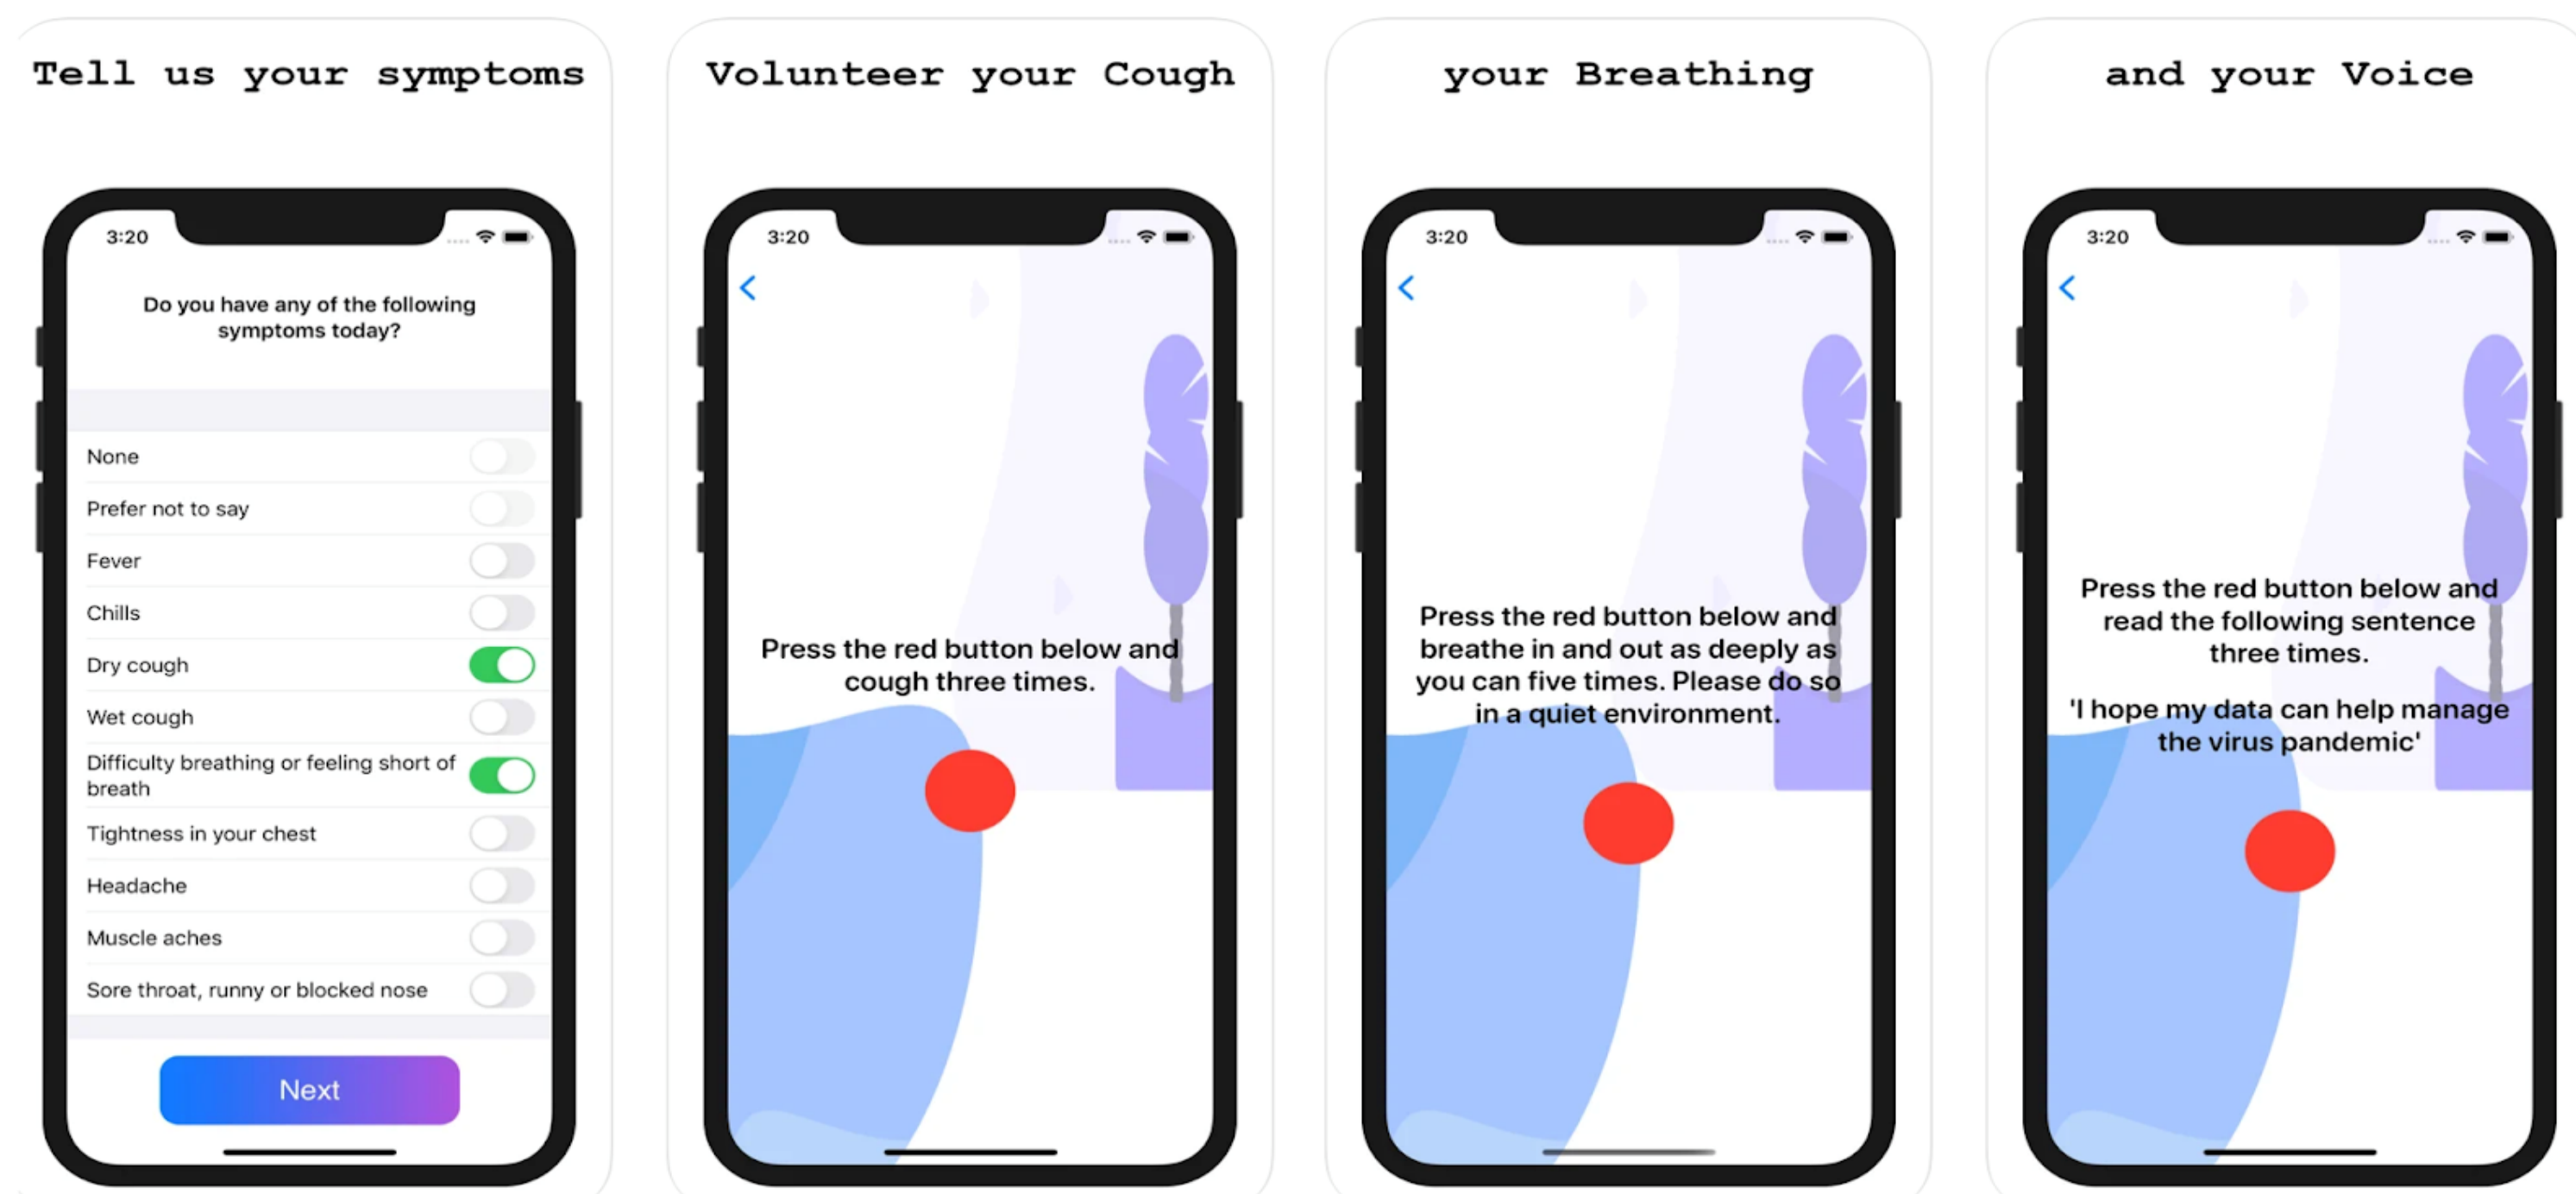 Tell us your symptoms
3:20
Do you have any of the following
symptoms today?
None
Prefer not to say
Fever
Chills
Dry cough
Wet cough
Difficulty breathing or feeling short of
breath
Tightness in your chest
Headache
Muscle aches
Sore throat, runny or blocked nose
Next
Volunteer your Cough
3:20
Press the red button below and
cough three times.
your Breathing
3:20
Press the red button below and
breathe in and out as deeply as
you can five times. Please do so
in a quiet environment.
and your Voice
3:20
Press the red button below and
read the following sentence
three times.
'I hope my data can help manage
the virus pandemic'